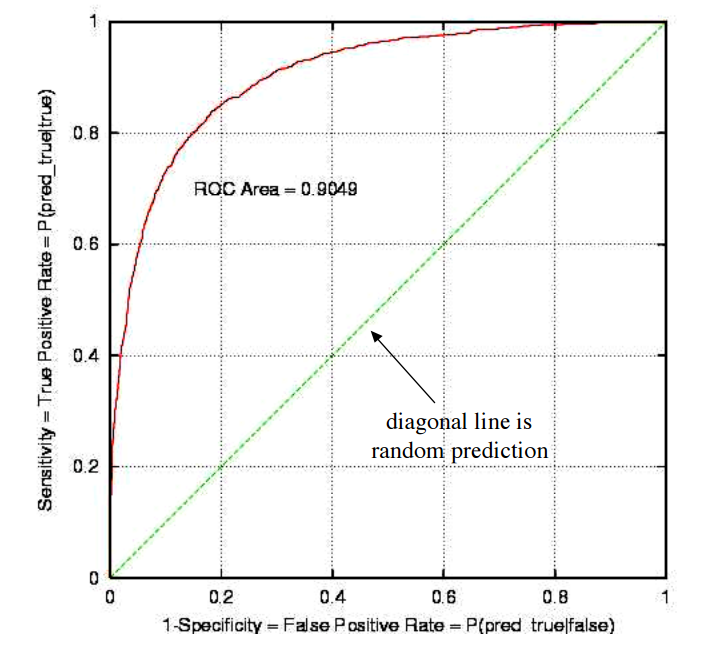 1
0.8
0.6
0.4
0.2
0
Sensitivity = True Positive Rate = P(pred_true|true)
ROC Area = 0.9049
diagonal line is
random prediction
0 0.2 0.4 0.6 0.8 1
1-Specificity = False Positive Rate = P(pred_true|false)